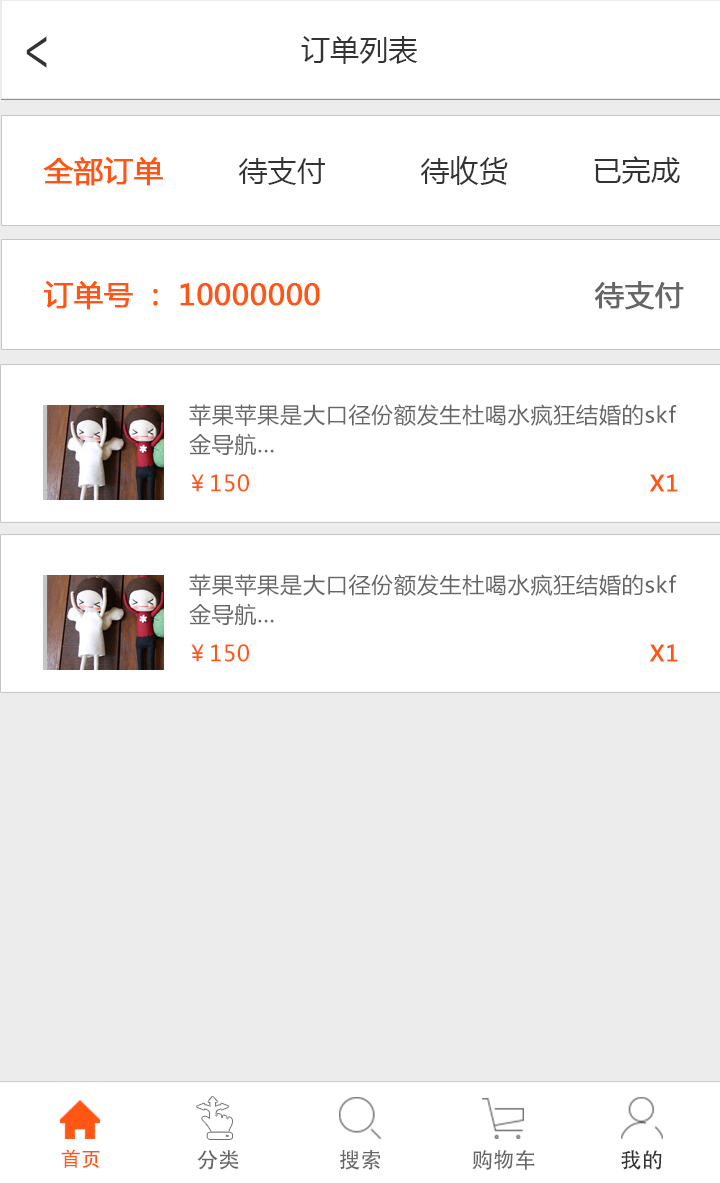 订单列表
全部订单 待支付 待收货 已完成
订单号 : 10000000 待支付
苹果苹果是大口径份额发生杜喝水疯狂结婚的skf
金导航...
¥150 X1
苹果苹果是大口径份额发生杜喝水疯狂结婚的skf
金导航...
¥150 X1
首页 分类 搜索 购物车 我的